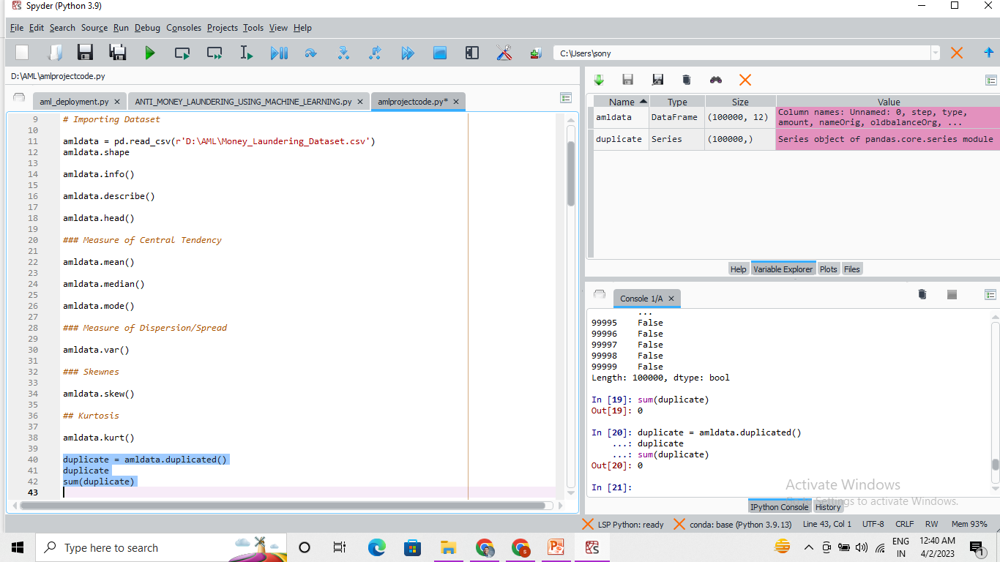 Spyder (Python 3.9)
File Edit Search Source Run Debug Consoles Projects Tools View Help
C:\Users\sony
D:\AML\amlprojectcode.py
aml_deployment.py ANTI_MONEY_LAUNDERING_USING_MACHINE_LEARNING.py amlprojectcode.py*
9 # Importing Dataset
10
11 amldata = pd.read_csv(r'D:\AML\Money_Laundering_Dataset.csv')
12 amldata.shape
13
14 amldata.info()
15
16 amldata.describe()
17
18 amldata.head()
19
20 ### Measure of Central Tendency
21
22 amldata.mean()
23
24 amldata.median()
25
26 amldata.mode()
27
28 ### Measure of Dispersion/Spread
29
30 amldata.var()
31
32 ### Skewnes
33
34 amldata.skew()
35
36 ## Kurtosis
37
38 amldata.kurt()
39
40 duplicate = amldata.duplicated()
41 duplicate
42 sum(duplicate)
43
Name Type Size Value
amldata DataFrame (100000, 12) Column names: Unnamed: 0, step, type,
amount, nameOrig, oldbalanceOrg, ...
duplicate Series (100000,) Series object of pandas.core.series module
Help Variable Explorer Plots Files
Console 1/A
...
99995 False
99996 False
99997 False
99998 False
99999 False
Length: 100000, dtype: bool
In [19]: sum(duplicate)
Out[19]: 0
In [20]: duplicate = amldata.duplicated()
...: duplicate
...: sum(duplicate)
Out[20]: 0
In [21]:
Activate Windows
Settings to activate Windows.
IPython Console History
LSP Python: ready conda: base (Python 3.9.13) Line 43, Col 1 UTF-8 CRLF RW Mem 93%
Type here to search
ENG
IN
12:40 AM
4/2/2023
1